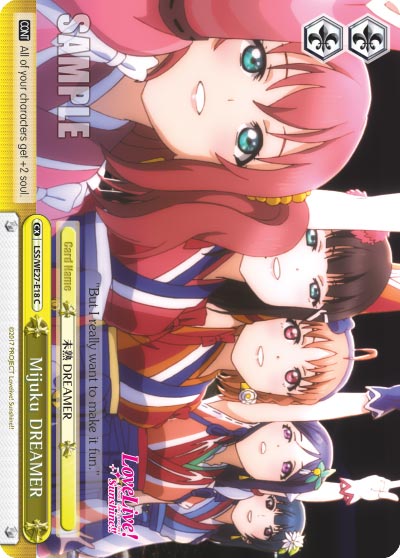 CONT All of your characters get +2 soul.
SAMPLE
"But I really want to make it fun."
LoveLive!
Sunshine!!
Card Name
未熟 DREAMER
CX LSS/WE27-E18 C
Mijuku DREAMER
©2017 PROJECT Lovelive! Sunshine!!